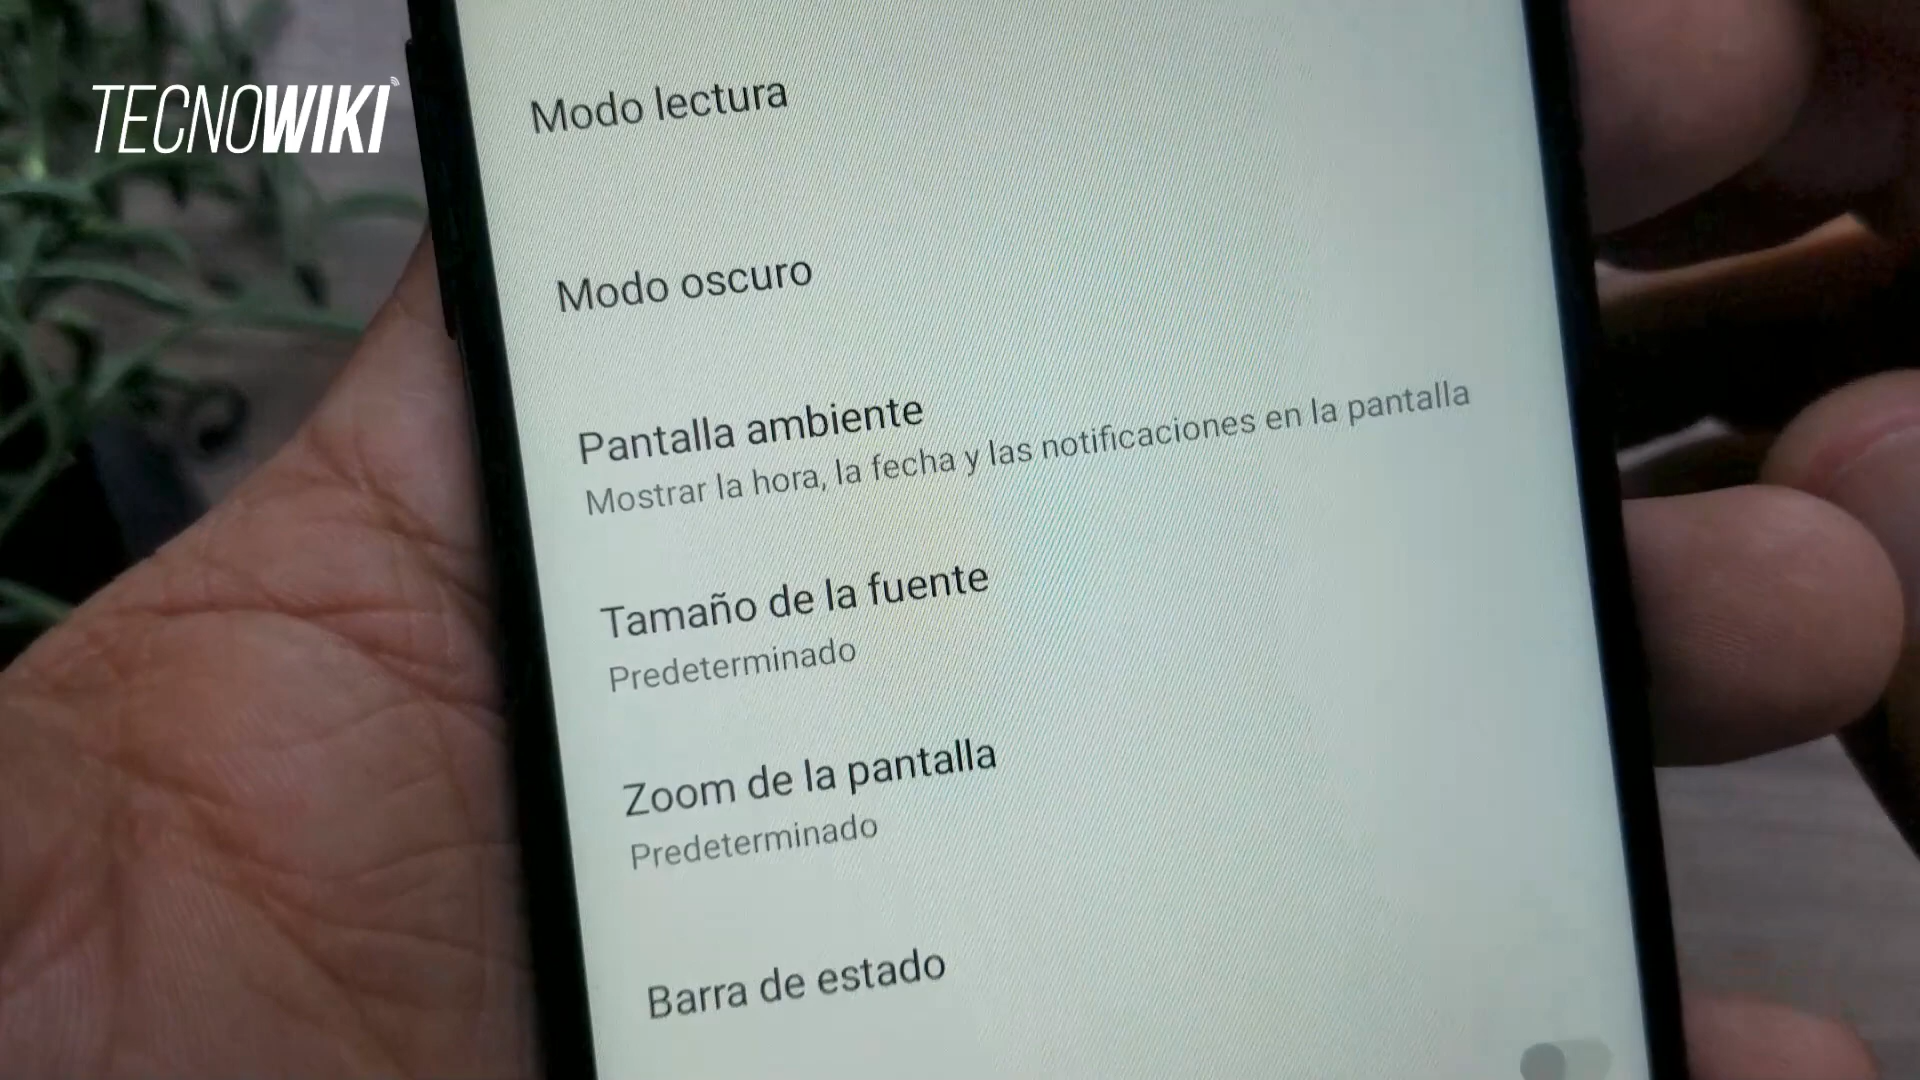 TECNOWIKI
Modo lectura
Modo oscuro
Pantalla ambiente
Mostrar la hora, la fecha y las notificaciones en la pantalla
Tamaño de la fuente
Predeterminado
Zoom de la pantalla
Predeterminado
Barra de estado